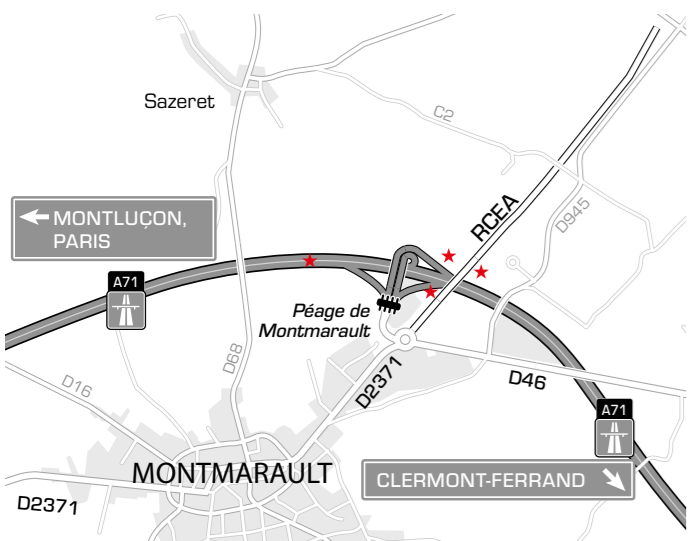 Sazeret
C2
MONTLUÇON,
PARIS
RCEA
D945
A71
Péage de
Montmarault
D68
D16
D2371
D46
A71
MONTMARAULT
CLERMONT-FERRAND
D2371